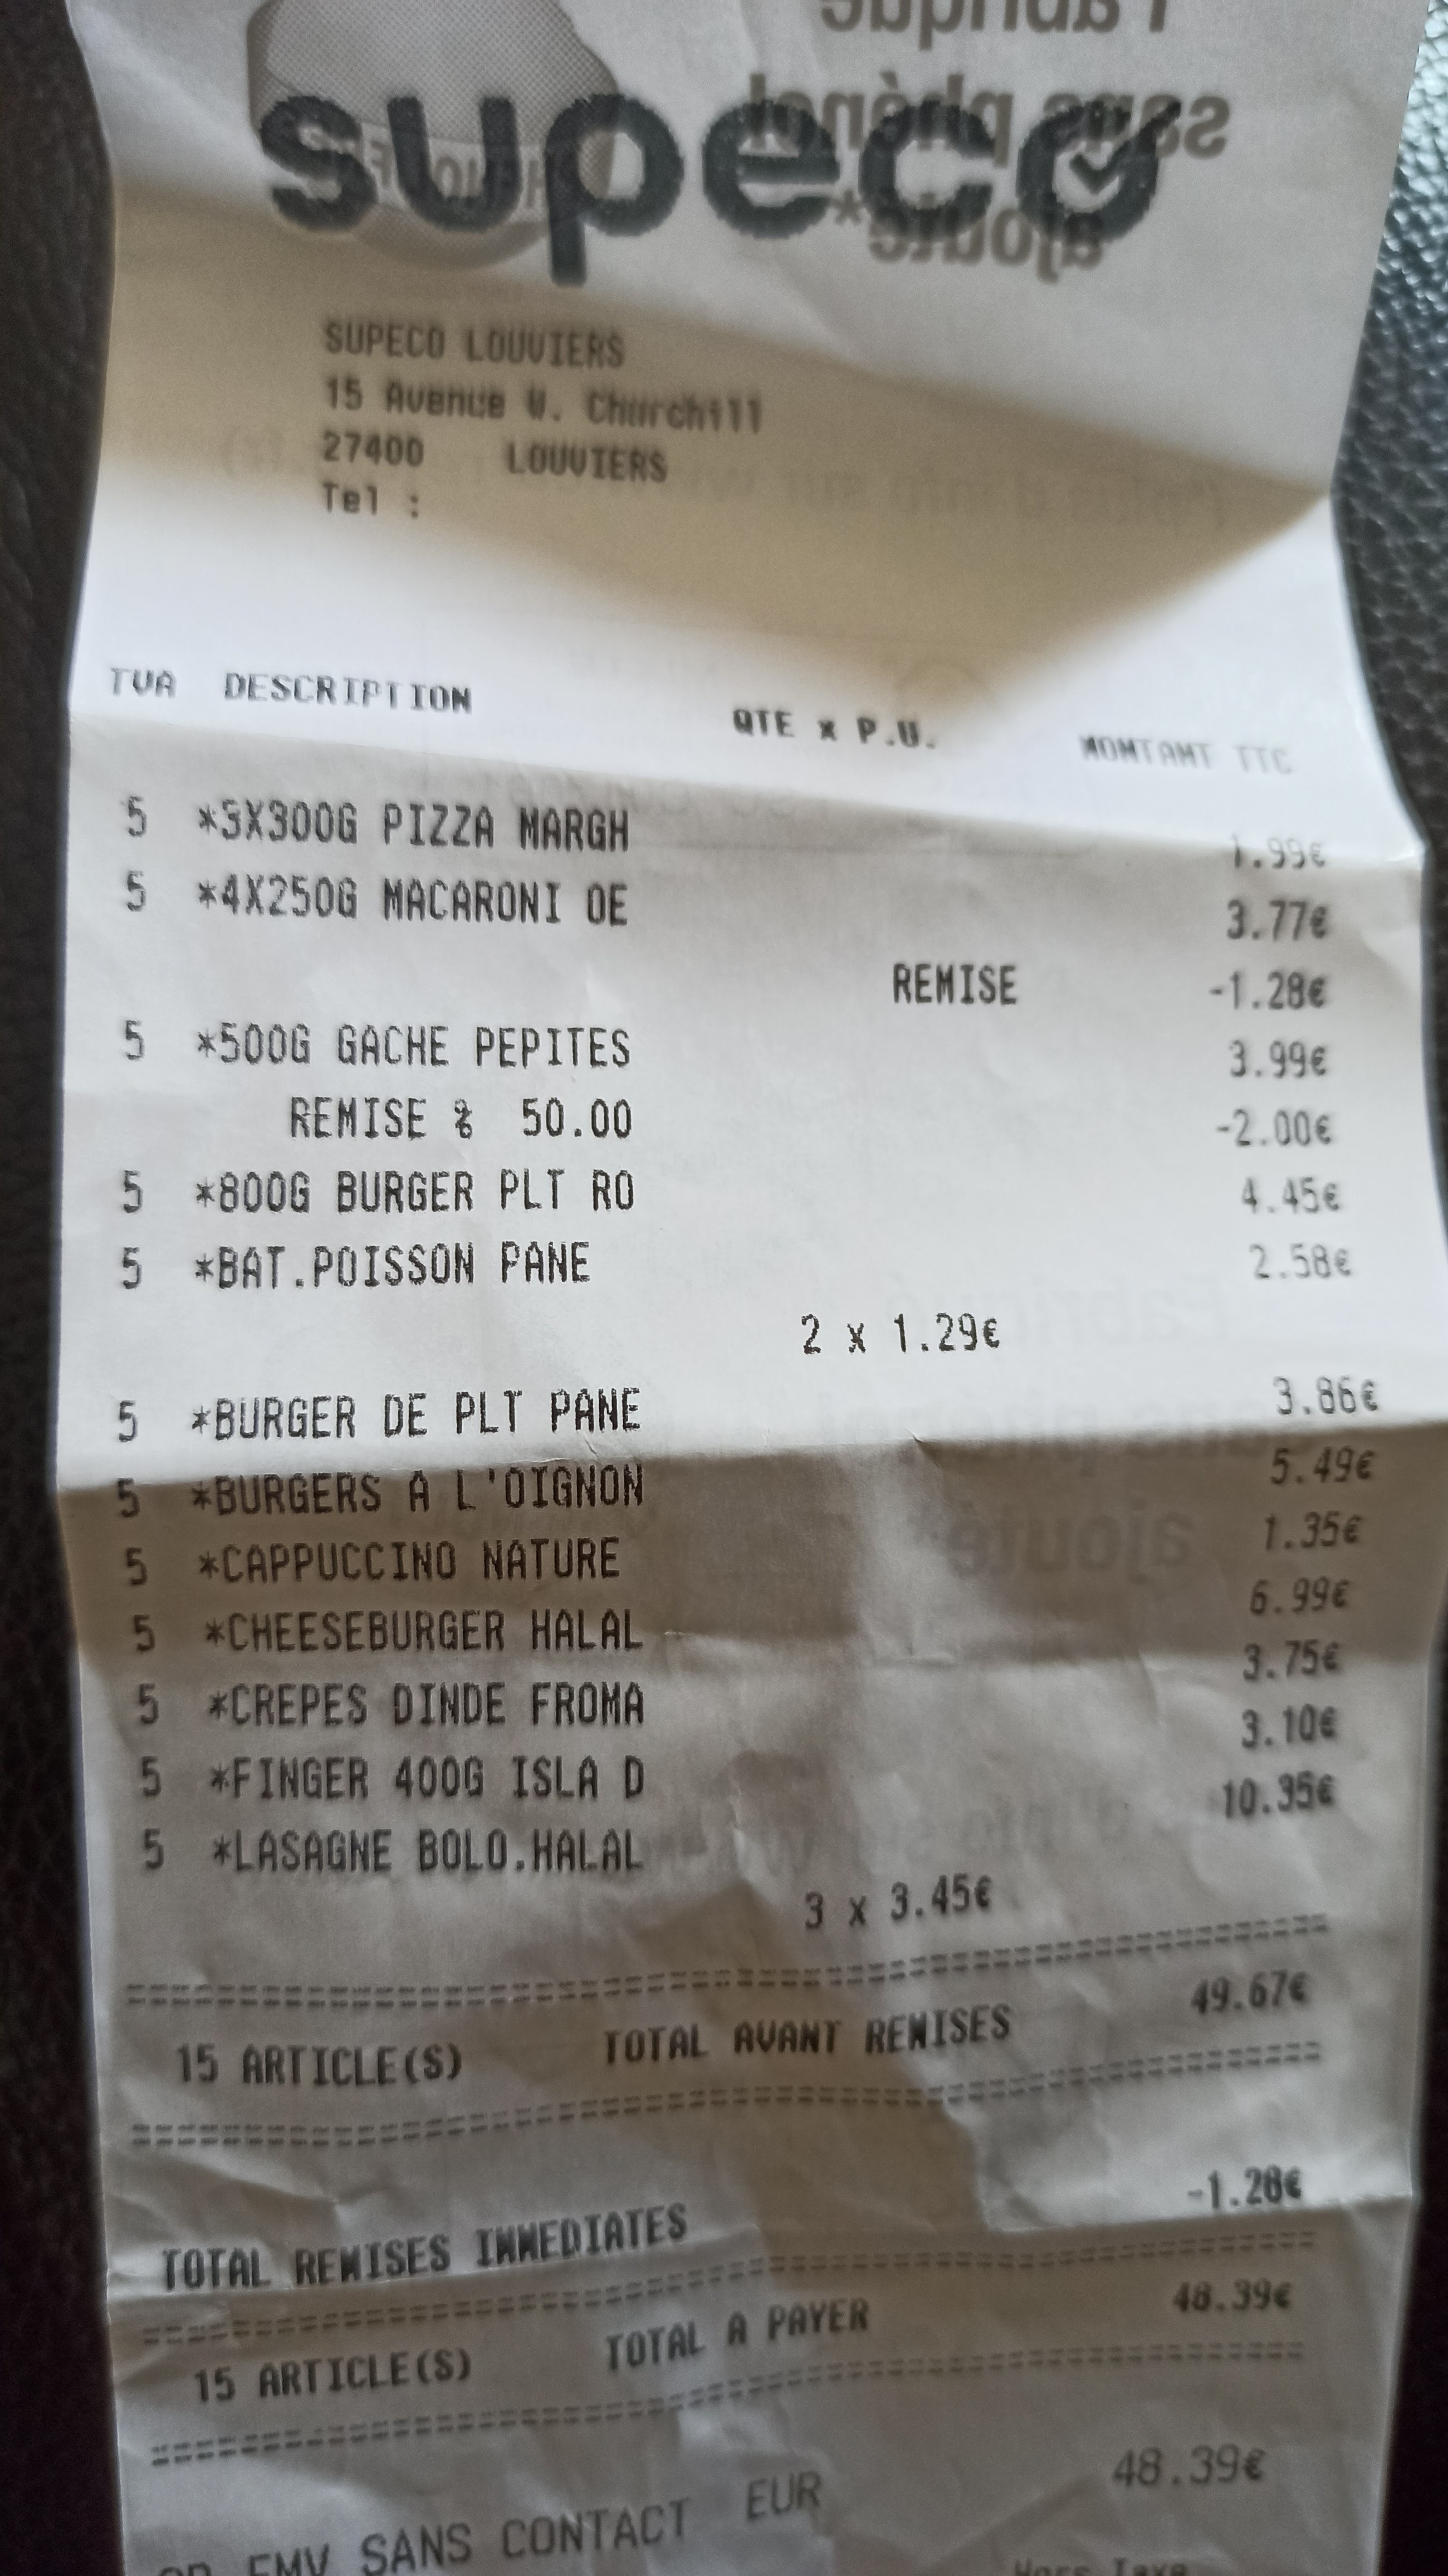 supeco
SUPECO LOUVIERS
15 Avenue W. Churchill
27400 LOUVIERS
Tel :
TVA DESCRIPTION QTE x P.U. MONTANT TTC
5 *3X300G PIZZA MARGH 1.99€
5 *4X250G MACARONI OE 3.77€
REMISE -1.28€
5 *500G GACHE PEPITES 3.99€
REMISE % 50.00 -2.00€
5 *800G BURGER PLT RO 4.45€
5 *BAT.POISSON PANE 2.58€
2 x 1.29€
5 *BURGER DE PLT PANE 3.86€
5 *BURGERS A L'OIGNON 5.49€
5 *CAPPUCCINO NATURE 1.35€
5 *CHEESEBURGER HALAL 6.99€
5 *CREPES DINDE FROMA 3.75€
5 *FINGER 400G ISLA D 3.10€
5 *LASAGNE BOLO.HALAL 10.35€
3 x 3.45€
15 ARTICLE(S) TOTAL AVANT REMISES 49.67€
TOTAL REMISES IMMEDIATES -1.28€
15 ARTICLE(S) TOTAL A PAYER 48.39€
EMV SANS CONTACT EUR 48.39€
Hors Taxe